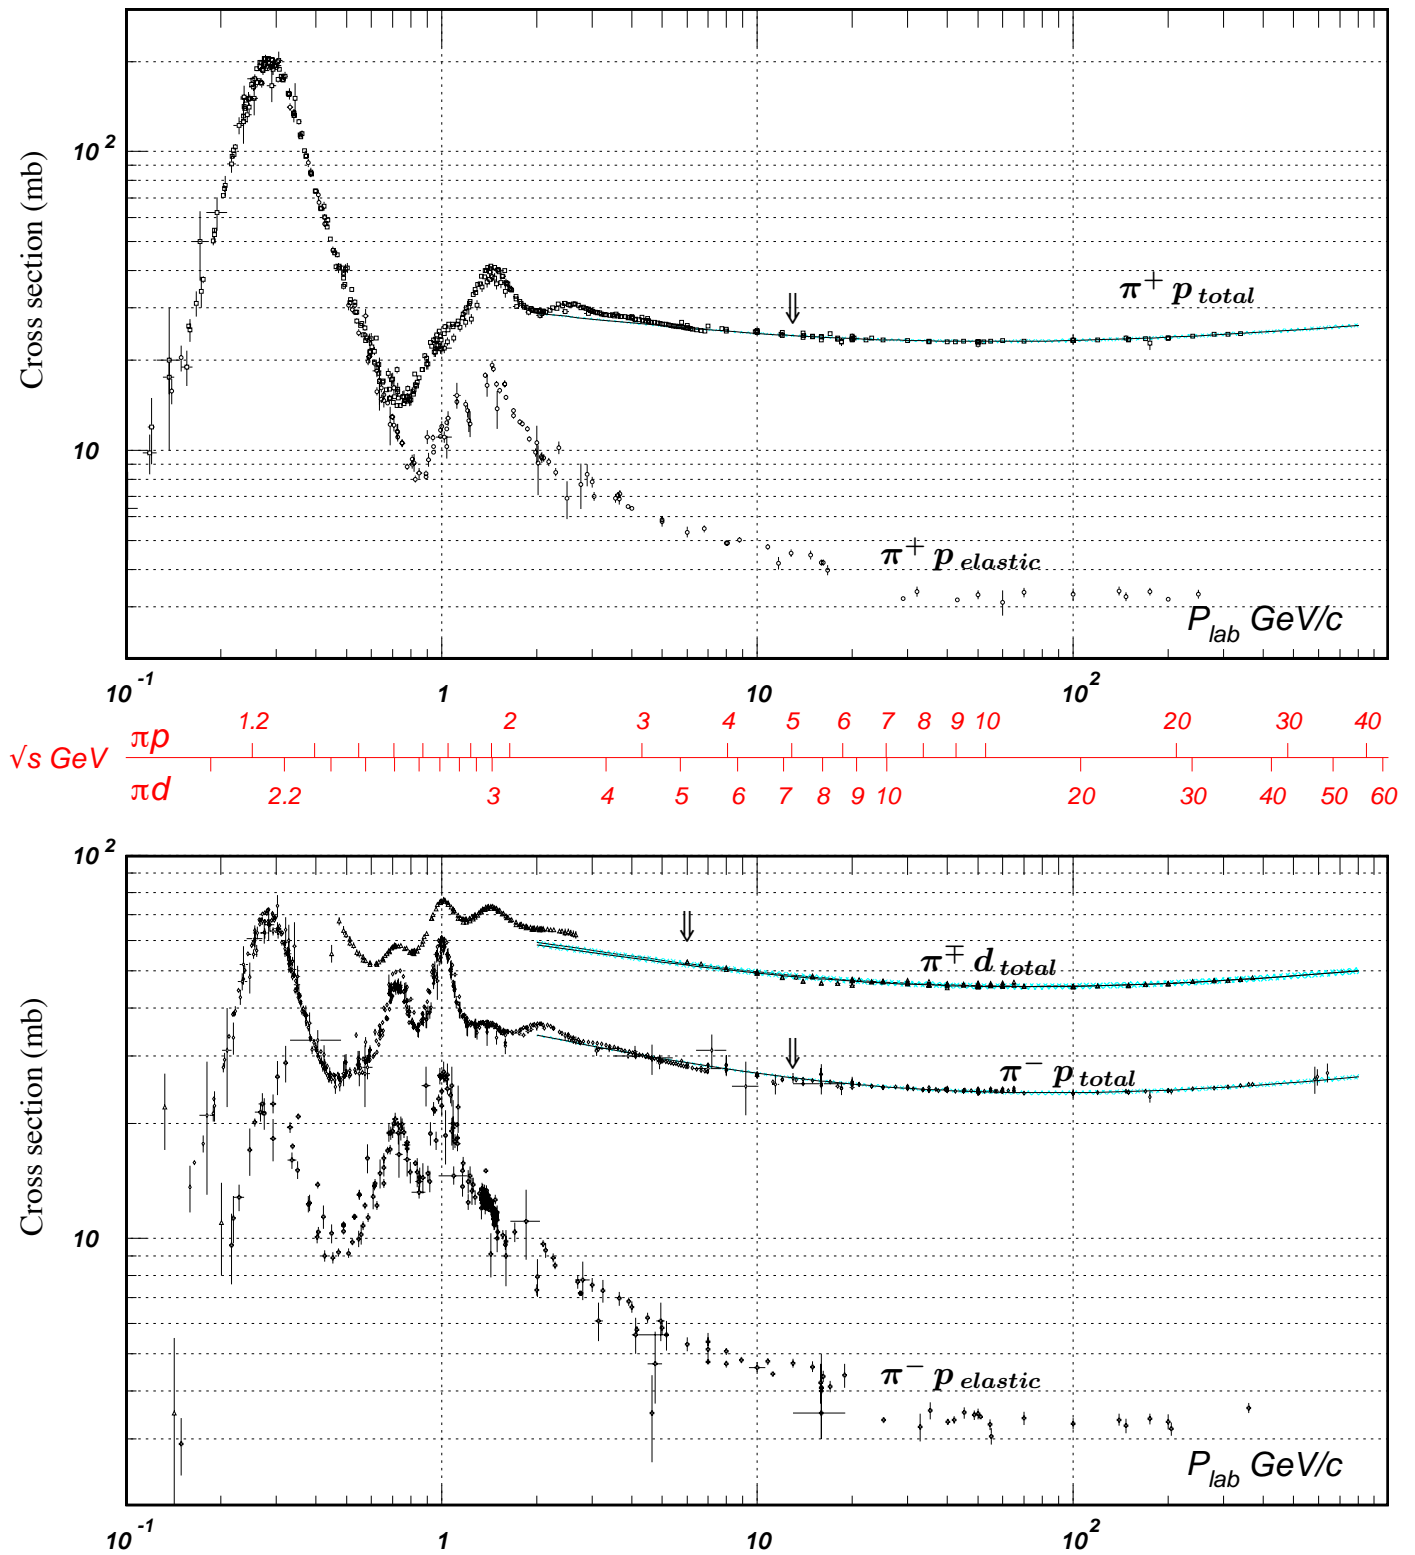 10 2
Cross section (mb)
π+ p total
10
π+ p elastic
P lab GeV/c
10 -1 1 10 10 2
πp 1.2 2 3 4 5 6 7 8 9 10 20 30 40
√s GeV
πd 2.2 3 4 5 6 7 8 9 10 20 30 40 50 60
10 2
π∓ d total
Cross section (mb)
π− p total
10
π− p elastic
P lab GeV/c
10 -1 1 10 10 2